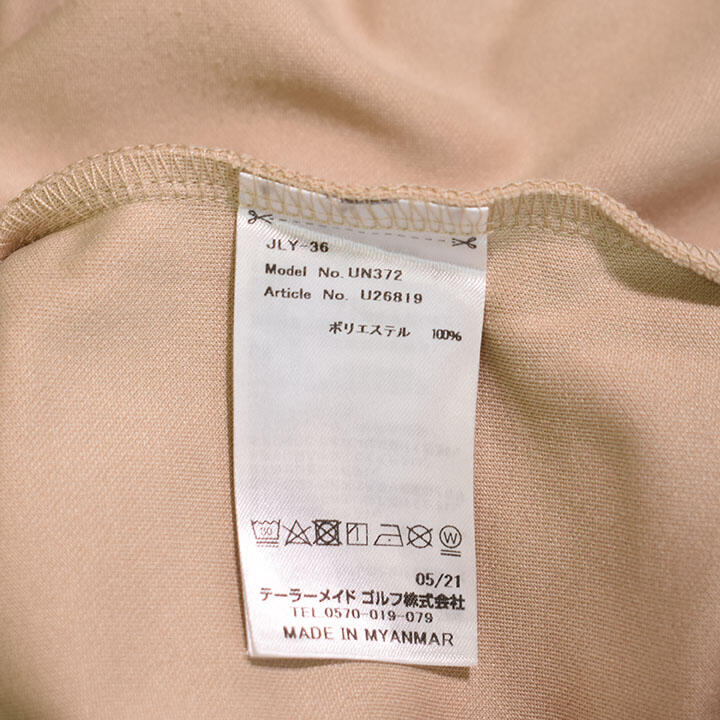 JLY-36
Model No. UN372
Article No. U26819
ポリエステル 100%
05/21
テーラーメイド ゴルフ株式会社
TEL 0570-019-079
MADE IN MYANMAR